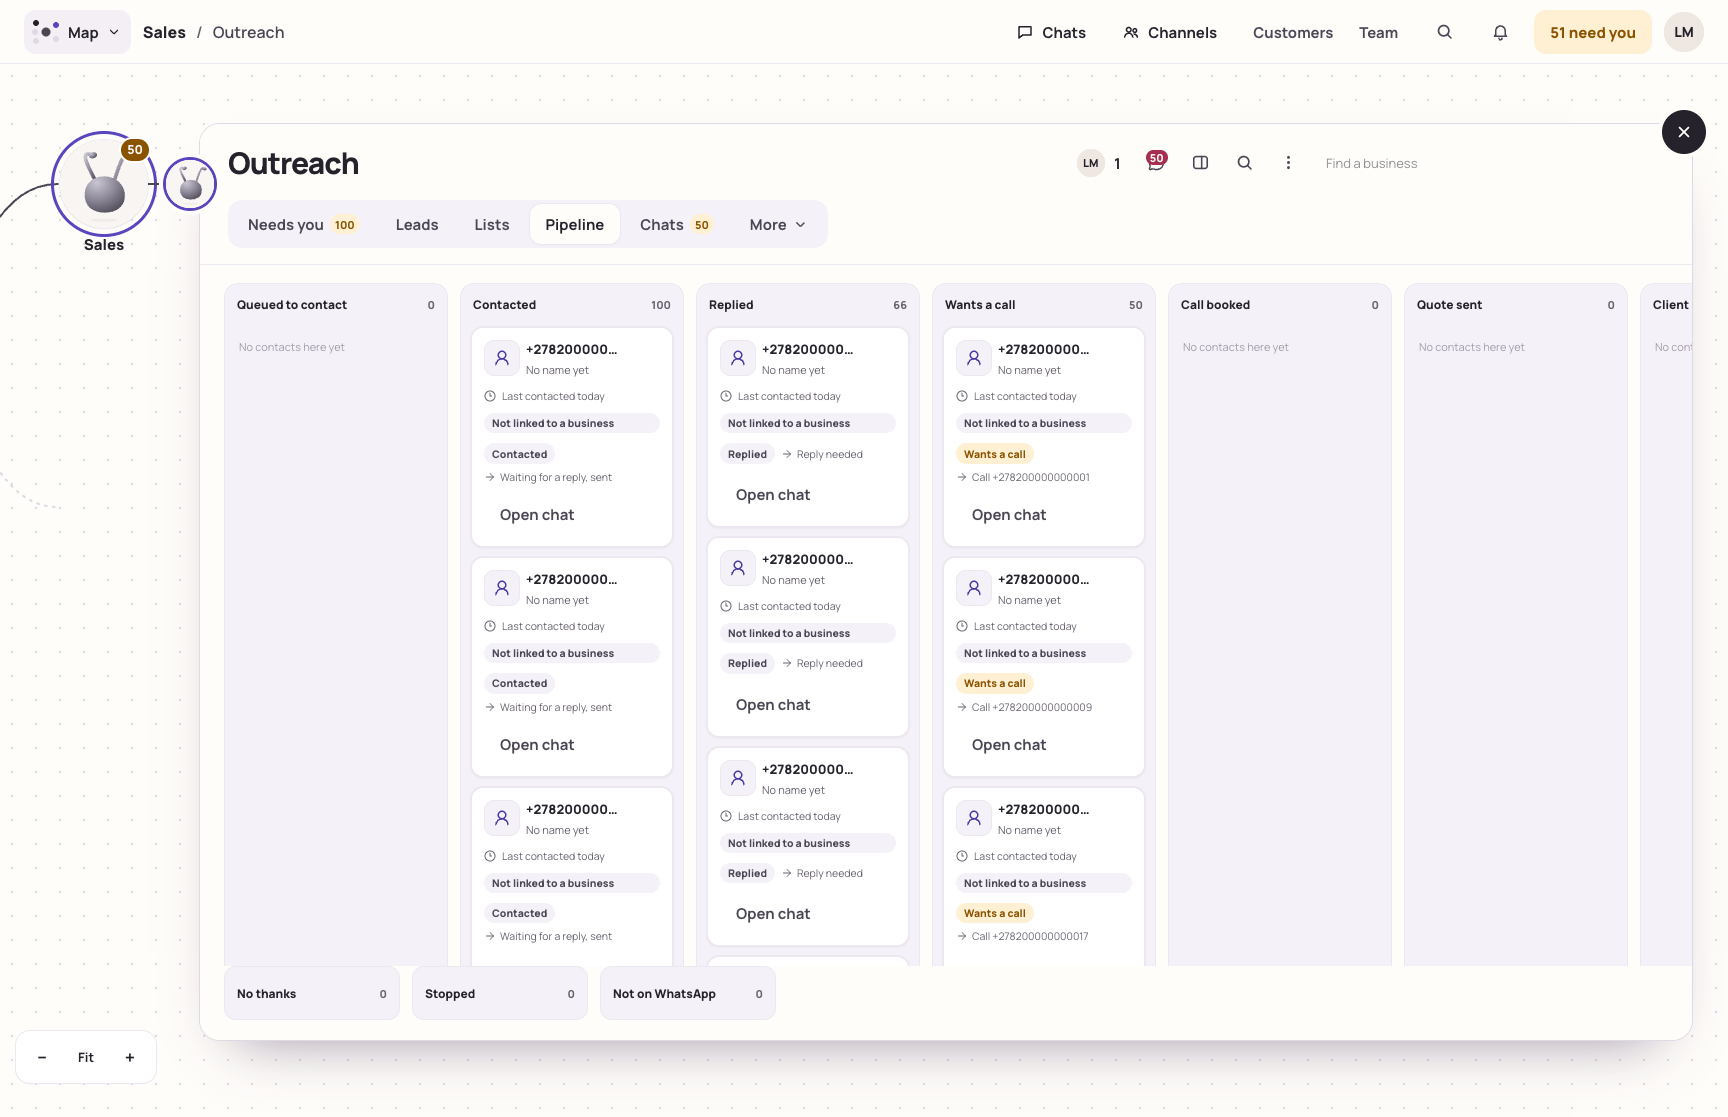 Map
Sales / Outreach
Chats
Channels
Customers
Team
51 need you
LM
50
Sales
Outreach
LM 1
50
Find a business
Needs you 100
Leads
Lists
Pipeline
Chats 50
More
Queued to contact 0
No contacts here yet
Contacted 100
+278200000...
No name yet
Last contacted today
Not linked to a business
Contacted
Waiting for a reply, sent
Open chat
+278200000...
No name yet
Last contacted today
Not linked to a business
Contacted
Waiting for a reply, sent
Open chat
+278200000...
No name yet
Last contacted today
Not linked to a business
Contacted
Waiting for a reply, sent
Replied 66
+278200000...
No name yet
Last contacted today
Not linked to a business
Replied Reply needed
Open chat
+278200000...
No name yet
Last contacted today
Not linked to a business
Replied Reply needed
Open chat
+278200000...
No name yet
Last contacted today
Not linked to a business
Replied Reply needed
Open chat
Wants a call 50
+278200000...
No name yet
Last contacted today
Not linked to a business
Wants a call
Call +278200000000001
Open chat
+278200000...
No name yet
Last contacted today
Not linked to a business
Wants a call
Call +278200000000009
Open chat
+278200000...
No name yet
Last contacted today
Not linked to a business
Wants a call
Call +278200000000017
Call booked 0
No contacts here yet
Quote sent 0
No contacts here yet
Client
No cont
No thanks 0
Stopped 0
Not on WhatsApp 0
− Fit +